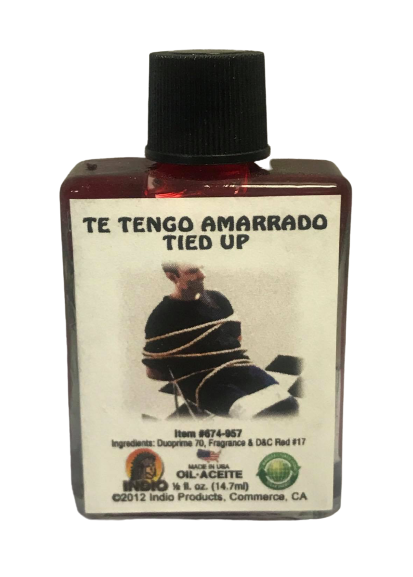 TE TENGO AMARRADO
TIED UP
Item #674-957
Ingredients: Duoprime 70, Fragrance & D&C Red #17
MADE IN USA
OIL-ACEITE
INDIO ½ fl. oz. (14.7ml)
©2012 Indio Products, Commerce, CA